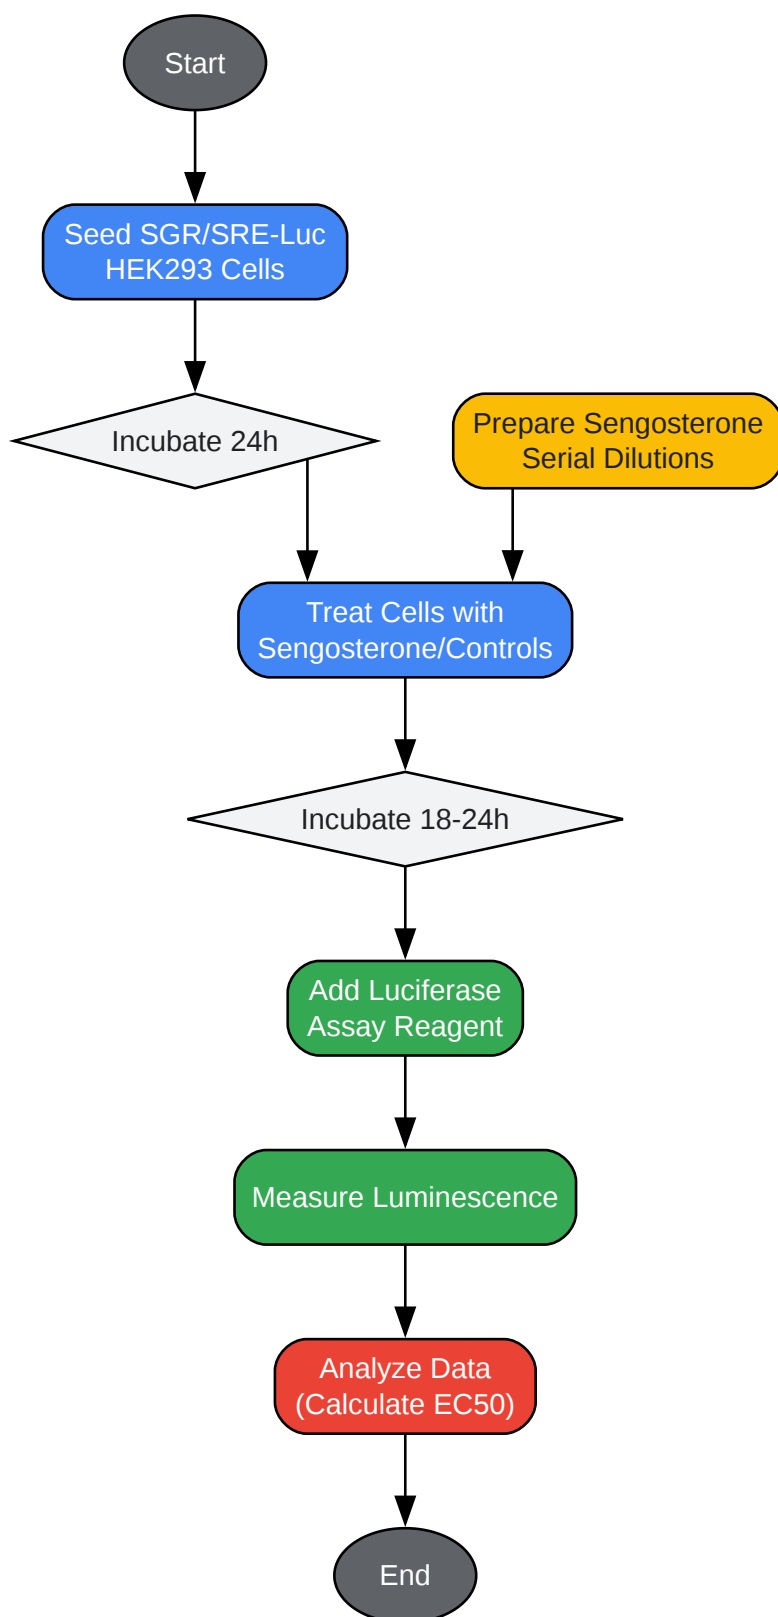 Start
Seed SGR/SRE-Luc
HEK293 Cells
Incubate 24h
Prepare Sengosterone
Serial Dilutions
Treat Cells with
Sengosterone/Controls
Incubate 18-24h
Add Luciferase
Assay Reagent
Measure Luminescence
Analyze Data
(Calculate EC50)
End